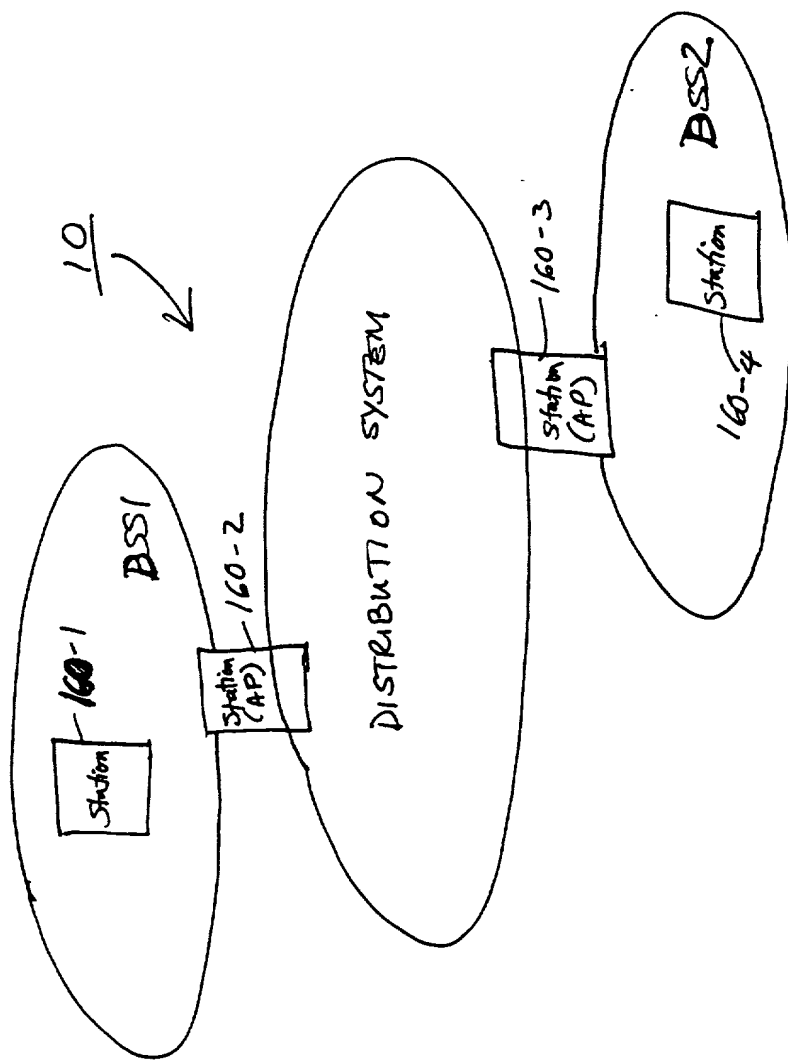 10
BSS1
160-1
Station
160-2
Station
(AP)
DISTRIBUTION SYSTEM
160-3
Station
(AP)
BSS2
Station
160-4